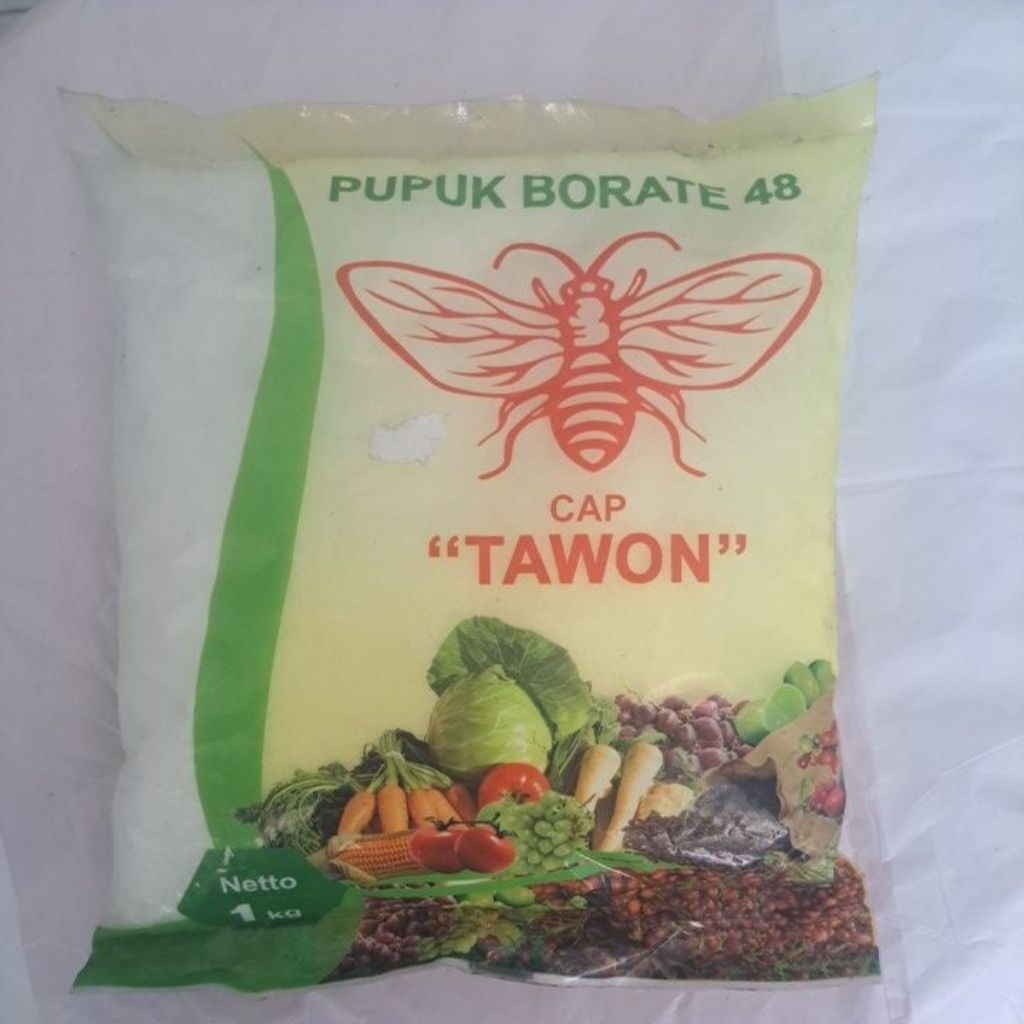 PUPUK BORATE 48
CAP
“TAWON”
Netto
1 kg